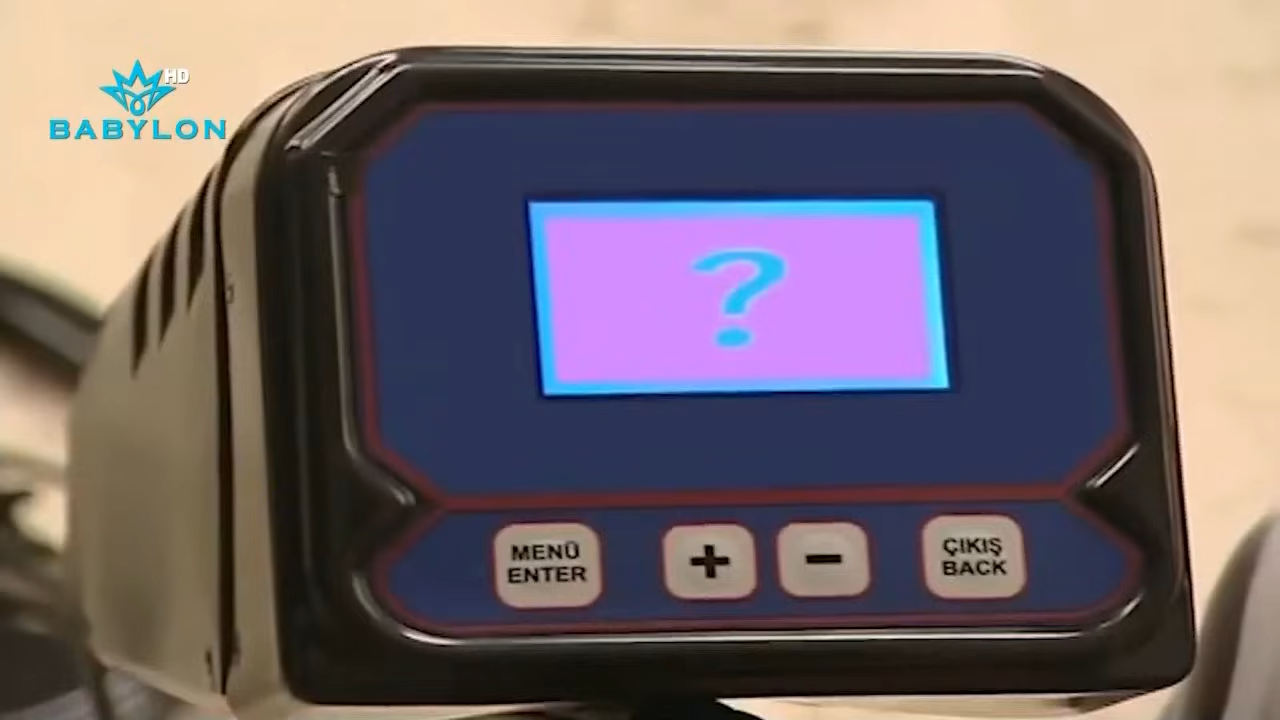 HD
BABYLON
?
MENÜ
ENTER
+
-
ÇIKIŞ
BACK